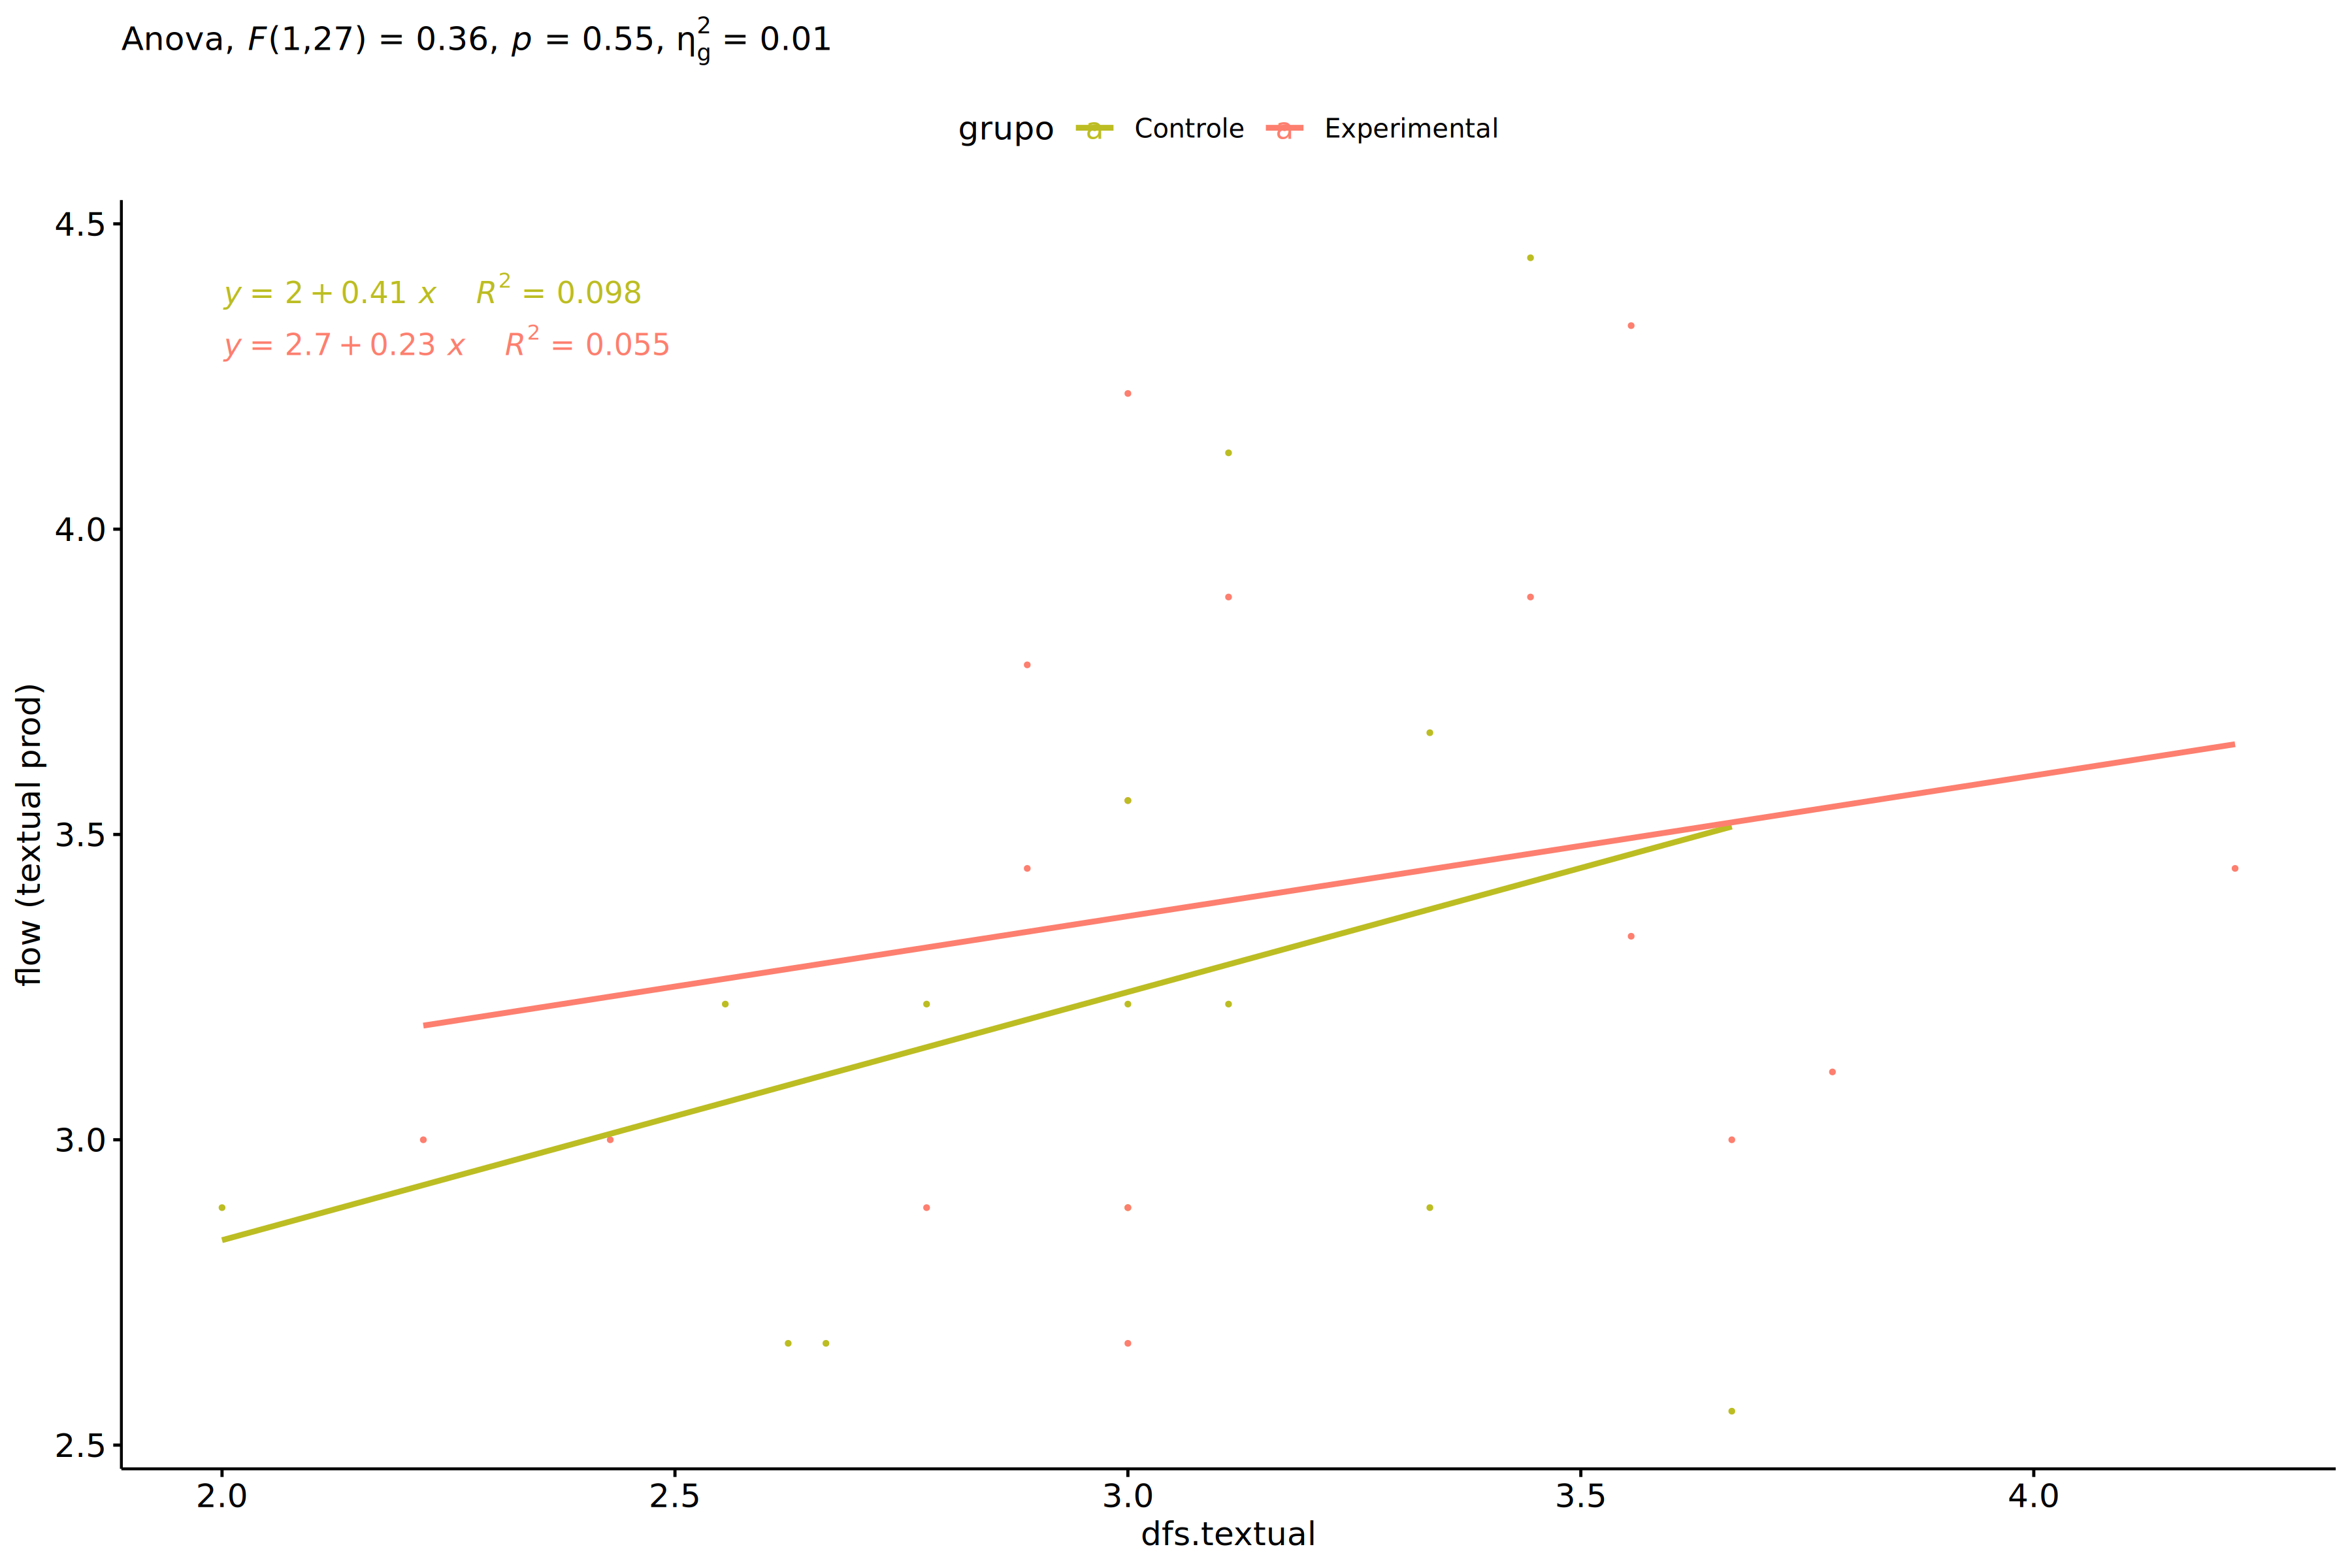 Anova, F(1,27) = 0.36, p = 0.55, η²g = 0.01
grupo a Controle a Experimental
4.5
y = 2 + 0.41 x R² = 0.098
y = 2.7 + 0.23 x R² = 0.055
4.0
3.5
3.0
2.5
flow (textual prod)
2.0 2.5 3.0 3.5 4.0
dfs.textual